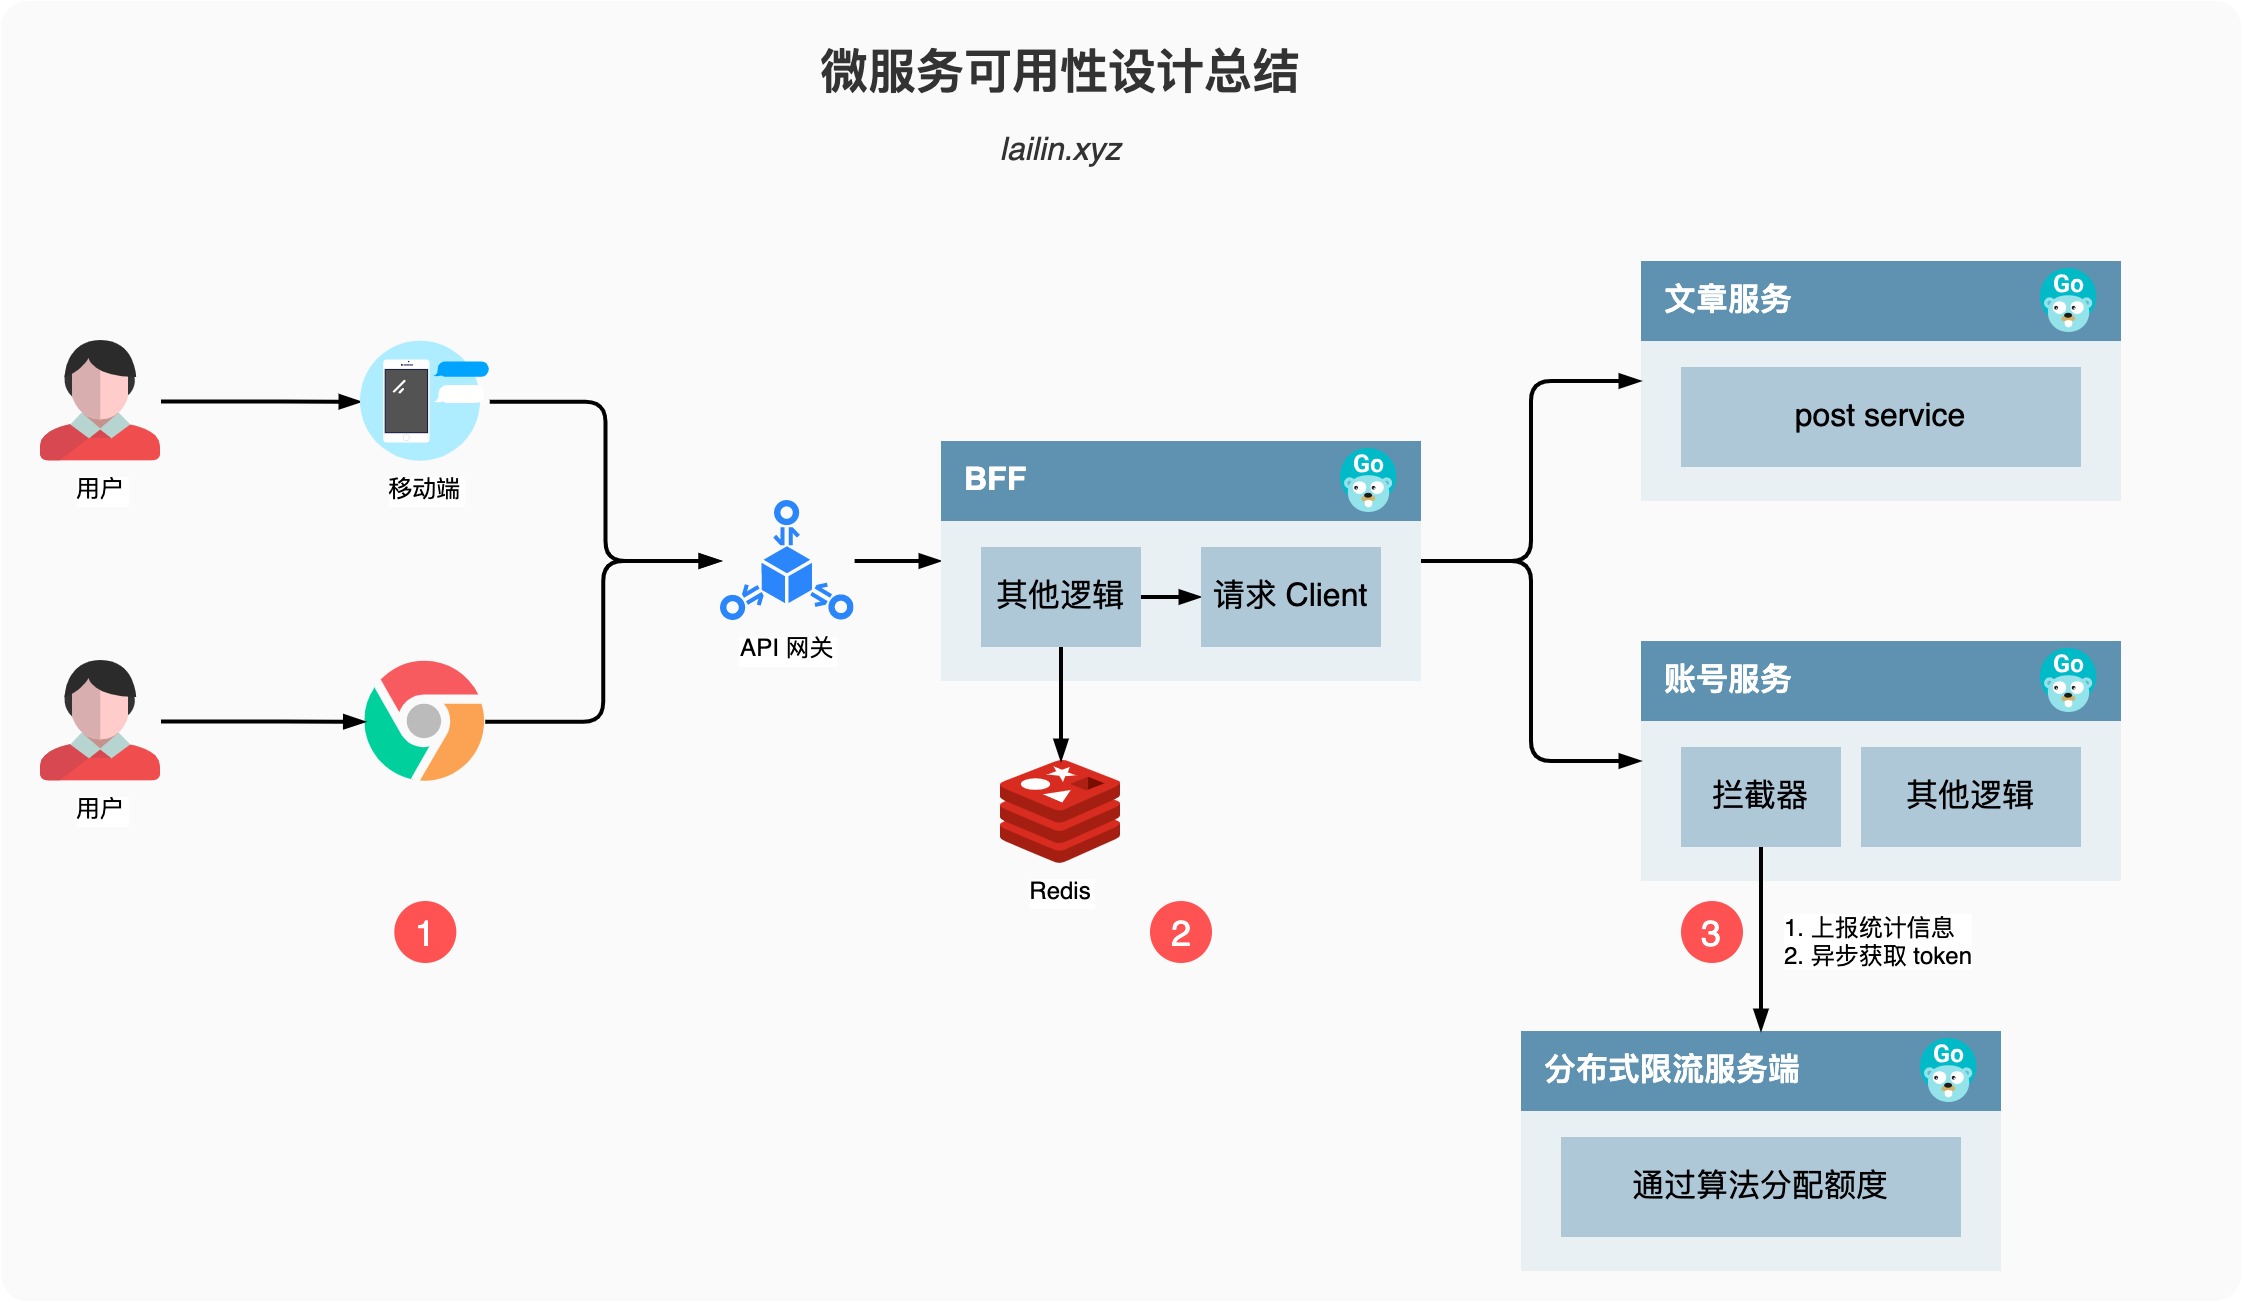 微服务可用性设计总结
lailin.xyz
用户
移动端
用户
1
API 网关
BFF
Go
其他逻辑
请求 Client
Redis
2
文章服务
Go
post service
账号服务
Go
拦截器
其他逻辑
3
1. 上报统计信息
2. 异步获取 token
分布式限流服务端
Go
通过算法分配额度